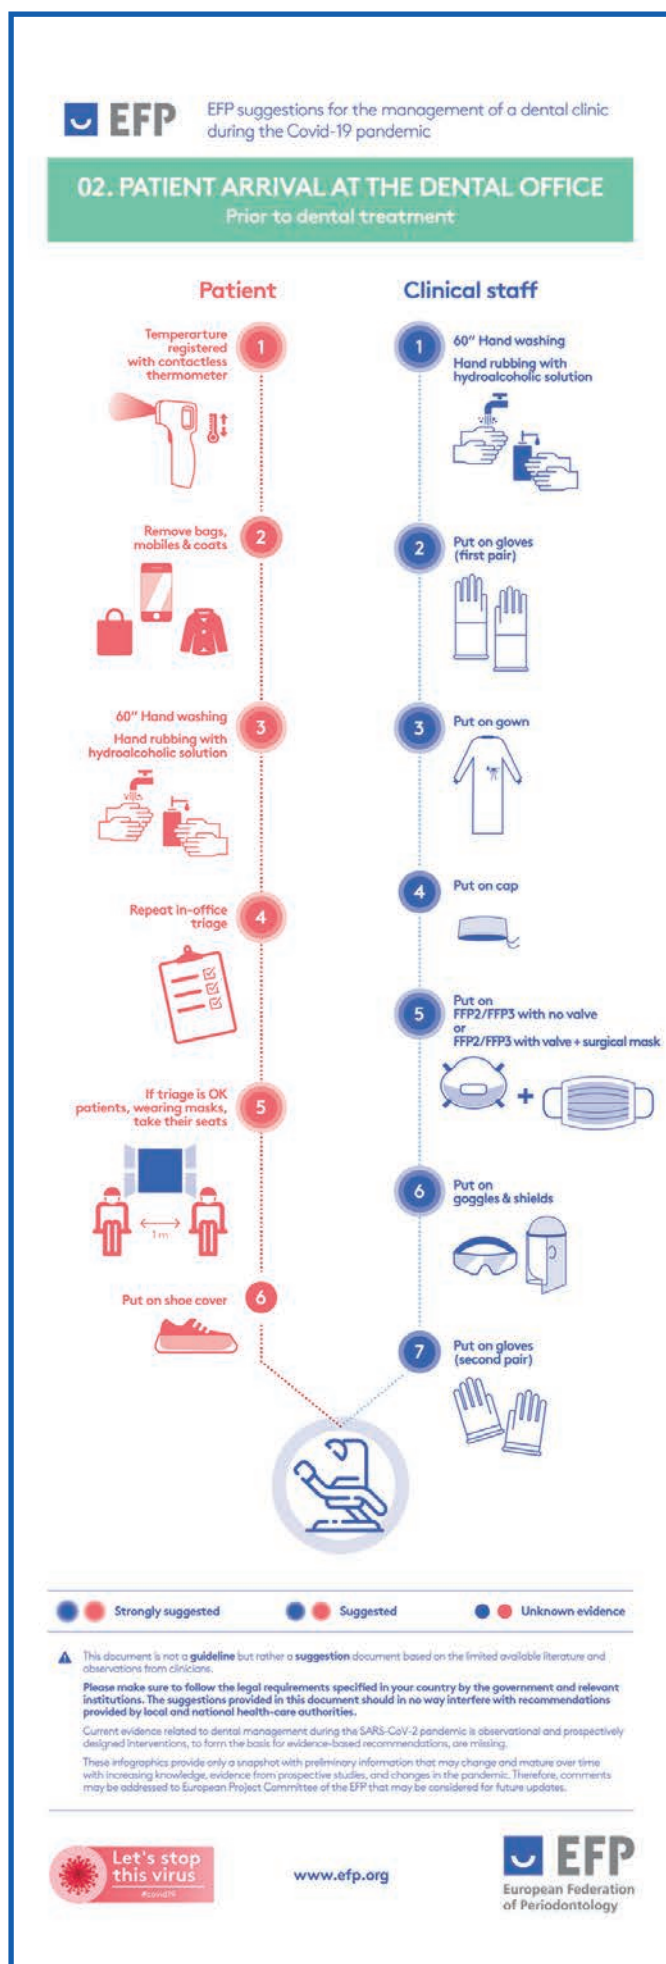 EFP
EFP suggestions for the management of a dental clinic
during the Covid-19 pandemic
02. PATIENT ARRIVAL AT THE DENTAL OFFICE
Prior to dental treatment
Patient
1
Temperarture
registered
with contactless
thermometer
2
Remove bags,
mobiles & coats
3
60" Hand washing
Hand rubbing with
hydroalcoholic solution
4
Repeat in-office
triage
5
If triage is OK
patients, wearing masks,
take their seats
1 m
6
Put on shoe cover
Clinical staff
1
60" Hand washing
Hand rubbing with
hydroalcoholic solution
2
Put on gloves
(first pair)
3
Put on gown
4
Put on cap
5
Put on
FFP2/FFP3 with no valve
or
FFP2/FFP3 with valve + surgical mask
+
6
Put on
goggles & shields
7
Put on gloves
(second pair)
Strongly suggested
Suggested
Unknown evidence
This document is not a guideline but rather a suggestion document based on the limited available literature and
observations from clinicians.
Please make sure to follow the legal requirements specified in your country by the government and relevant
institutions. The suggestions provided in this document should in no way interfere with recommendations
provided by local and national health-care authorities.
Current evidence related to dental management during the SARS-CoV-2 pandemic is observational and prospectively
designed interventions, to form the basis for evidence-based recommendations, are missing.
These infographics provide only a snapshot with preliminary information that may change and mature over time
with increasing knowledge, evidence from prospective studies, and changes in the pandemic. Therefore, comments
may be addressed to European Project Committee of the EFP that may be considered for future updates.
Let's stop
this virus
#covid19
www.efp.org
EFP
European Federation
of Periodontology